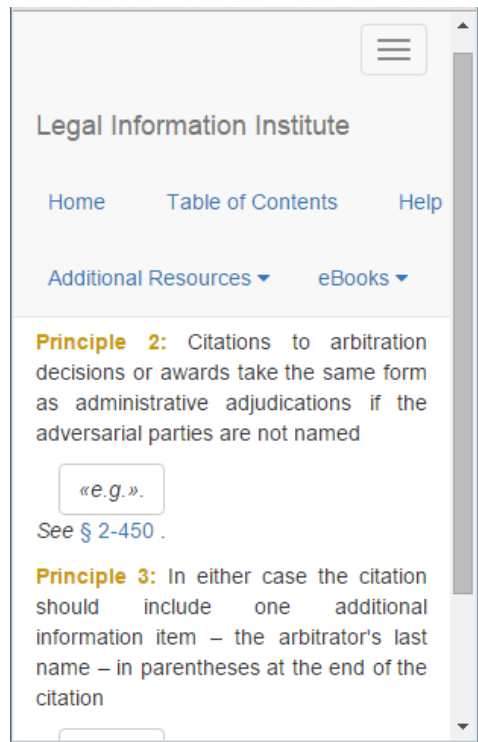 Legal Information Institute
Home Table of Contents Help
Additional Resources eBooks
Principle 2: Citations to arbitration
decisions or awards take the same form
as administrative adjudications if the
adversarial parties are not named
«e.g.».
See § 2-450 .
Principle 3: In either case the citation
should include one additional
information item – the arbitrator's last
name – in parentheses at the end of the
citation